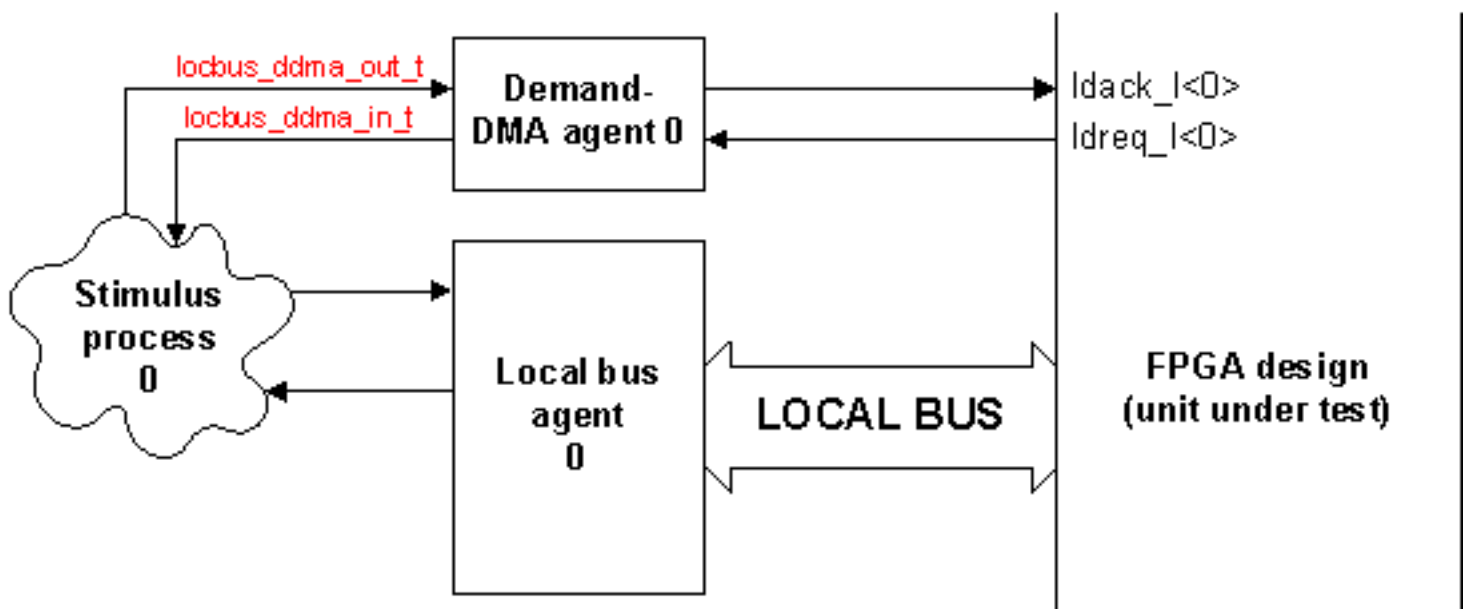 locbus_ddma_out_t
locbus_ddma_in_t
Demand-
DMA agent 0
ldack_l<0>
ldreq_l<0>
Stimulus
process
0
Local bus
agent
0
LOCAL BUS
FPGA design
(unit under test)